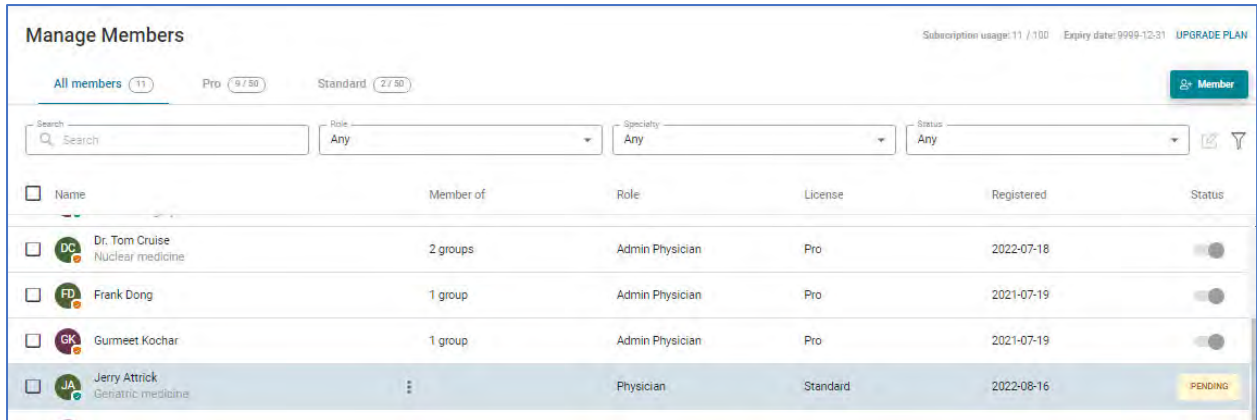 Manage Members
Subscription usage: 11 / 100 Expiry date: 9999-12-31 UPGRADE PLAN
All members 11 Pro 9 / 50 Standard 2 / 50 Member
Search Role Specialty Status
Search Any Any Any
Name Member of Role License Registered Status
DC Dr. Tom Cruise 2 groups Admin Physician Pro 2022-07-18
Nuclear medicine
FD Frank Dong 1 group Admin Physician Pro 2021-07-19
GK Gurmeet Kochar 1 group Admin Physician Pro 2021-07-19
JA Jerry Attrick Physician Standard 2022-08-16 PENDING
Geriatric medicine